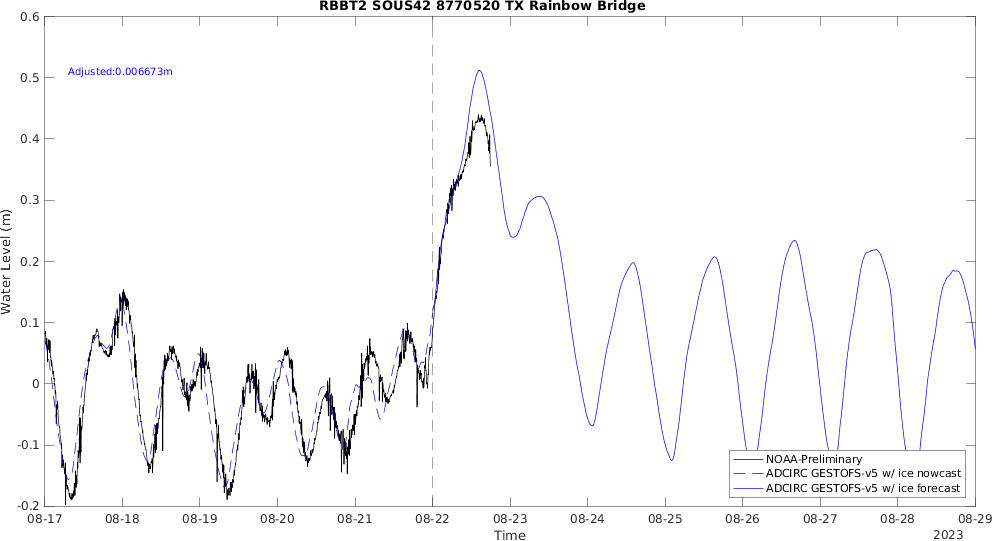 RBBT2 SOUS42 8770520 TX Rainbow Bridge
0.6
0.5
0.4
0.3
0.2
0.1
0
-0.1
-0.2
Water Level (m)
Adjusted:0.006673m
NOAA-Preliminary
ADCIRC GESTOFS-v5 w/ ice nowcast
ADCIRC GESTOFS-v5 w/ ice forecast
08-17 08-18 08-19 08-20 08-21 08-22 08-23 08-24 08-25 08-26 08-27 08-28 08-29
Time
2023